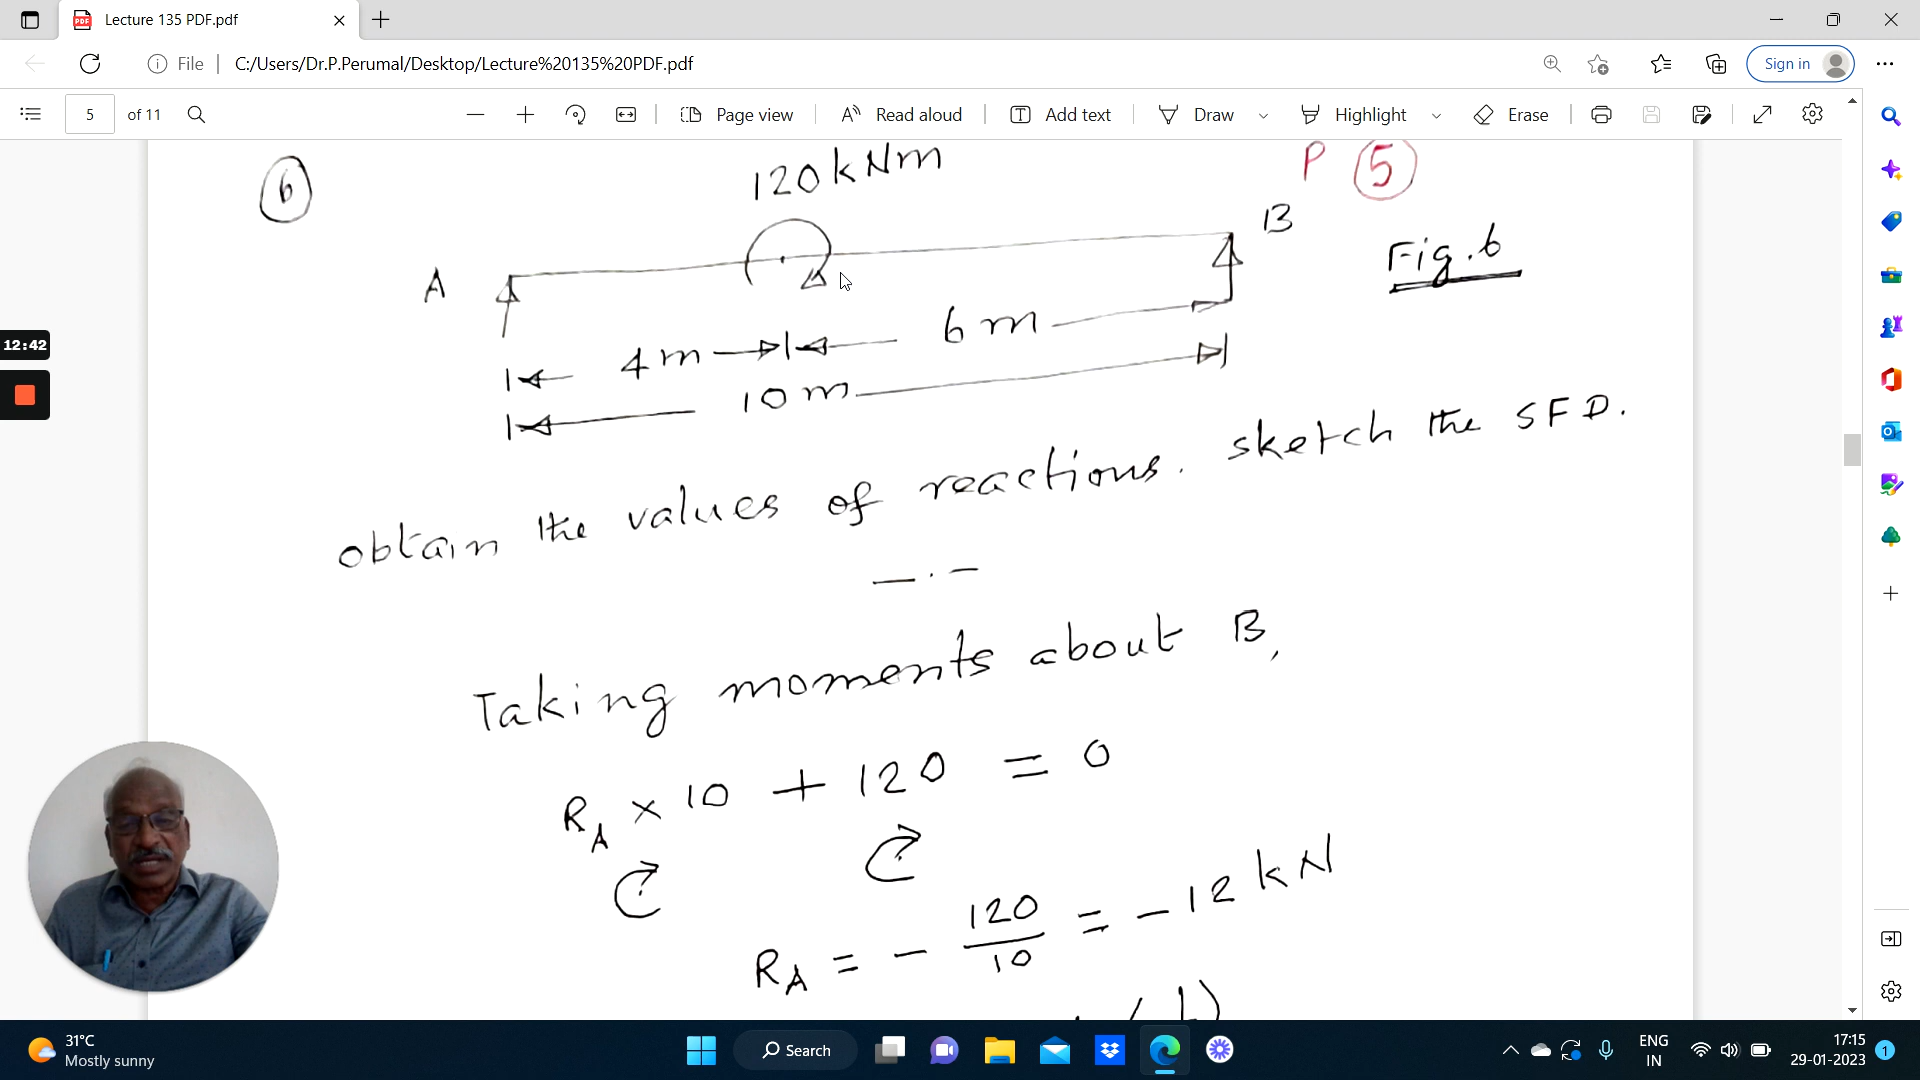 Lecture 135 PDF.pdf
File
C:/Users/Dr.P.Perumal/Desktop/Lecture%20135%20PDF.pdf
Sign in
5 of 11
Page view
Read aloud
Add text
Draw
Highlight
Erase
6
120 kNm
P 5
A
B
Fig. 6
4 m
6 m
10 m
obtain the values of reactions. sketch the SFD.
Taking moments about B,
R_A × 10 + 120 = 0
R_A = - 120/10 = -12 kN
12:42
31°C
Mostly sunny
Search
ENG
IN
17:15
29-01-2023
1